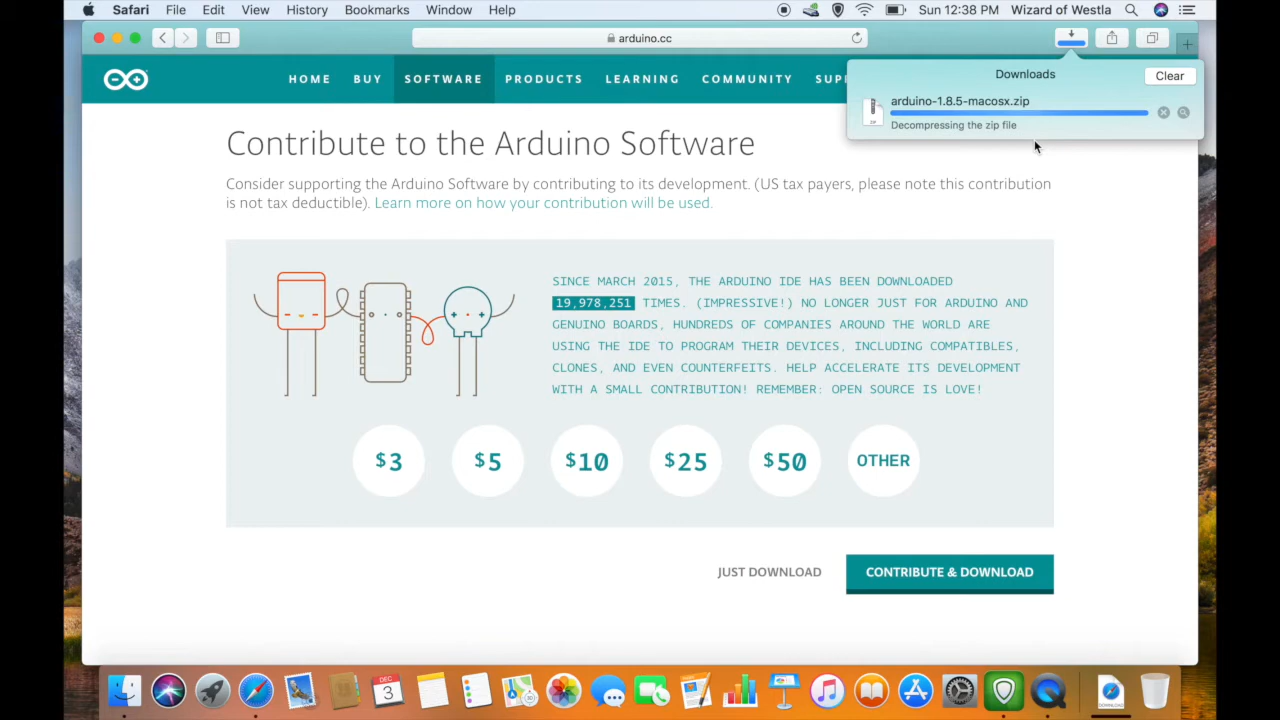 Safari File Edit View History Bookmarks Window Help Sun 12:38 PM Wizard of Westla
arduino.cc
HOME BUY SOFTWARE PRODUCTS LEARNING COMMUNITY SUPP
Downloads Clear
arduino-1.8.5-macosx.zip
Decompressing the zip file
ZIP
Contribute to the Arduino Software
Consider supporting the Arduino Software by contributing to its development. (US tax payers, please note this contribution
is not tax deductible). Learn more on how your contribution will be used.
SINCE MARCH 2015, THE ARDUINO IDE HAS BEEN DOWNLOADED
19,978,251 TIMES. (IMPRESSIVE!) NO LONGER JUST FOR ARDUINO AND
GENUINO BOARDS, HUNDREDS OF COMPANIES AROUND THE WORLD ARE
USING THE IDE TO PROGRAM THEIR DEVICES, INCLUDING COMPATIBLES,
CLONES, AND EVEN COUNTERFEITS. HELP ACCELERATE ITS DEVELOPMENT
WITH A SMALL CONTRIBUTION! REMEMBER: OPEN SOURCE IS LOVE!
$3 $5 $10 $25 $50 OTHER
JUST DOWNLOAD CONTRIBUTE & DOWNLOAD
DEC
3